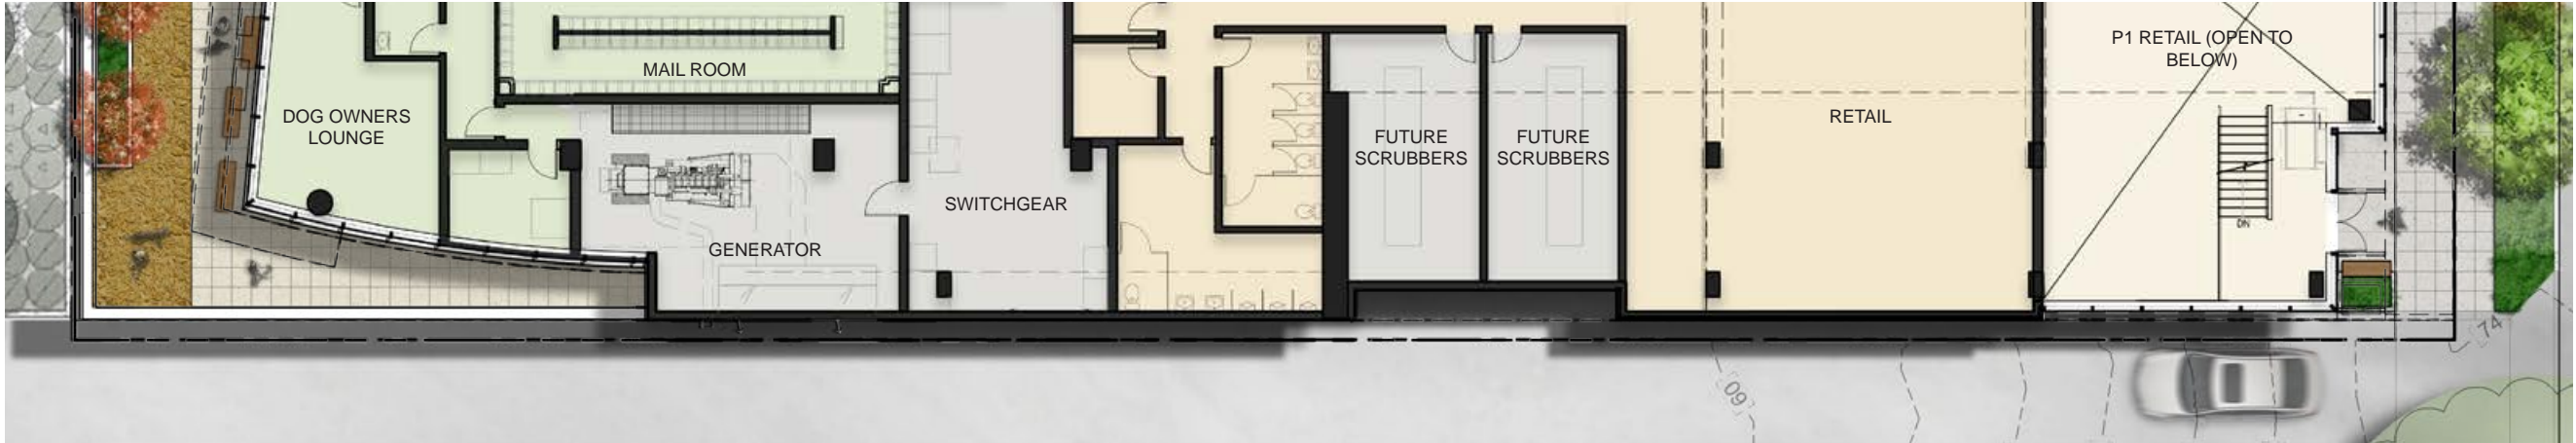 P1 RETAIL (OPEN TO
BELOW)
MAIL ROOM
DOG OWNERS
LOUNGE
RETAIL
FUTURE
SCRUBBERS
FUTURE
SCRUBBERS
SWITCHGEAR
DN
GENERATOR
74
60